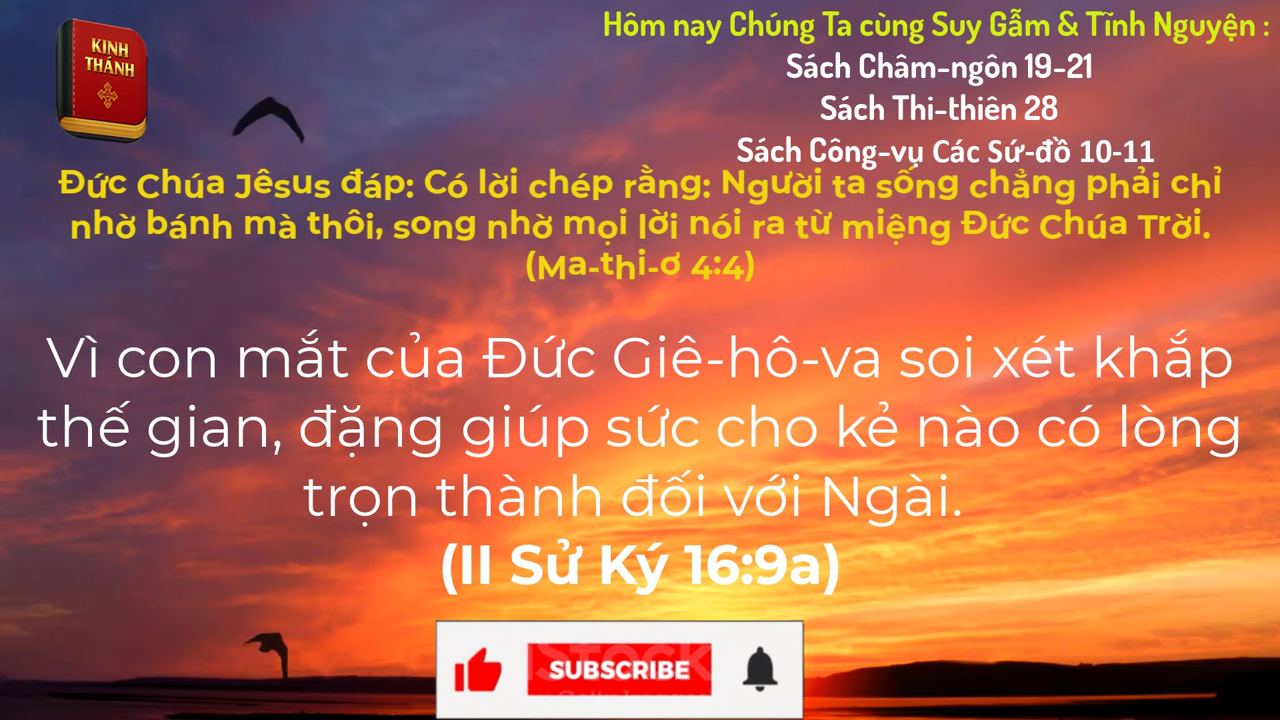 KINH
THÁNH
Hôm nay Chúng Ta cùng Suy Gẫm & Tĩnh Nguyện :
Sách Châm-ngôn 19-21
Sách Thi-thiên 28
Sách Công-vụ Các Sứ-đồ 10-11
Đức Chúa Jêsus đáp: Có lời chép rằng: Người ta sống chẳng phải chỉ
nhờ bánh mà thôi, song nhờ mọi lời nói ra từ miệng Đức Chúa Trời.
(Ma-thi-ơ 4:4)
Vì con mắt của Đức Giê-hô-va soi xét khắp
thế gian, đặng giúp sức cho kẻ nào có lòng
trọn thành đối với Ngài.
(II Sử Ký 16:9a)
SUBSCRIBE